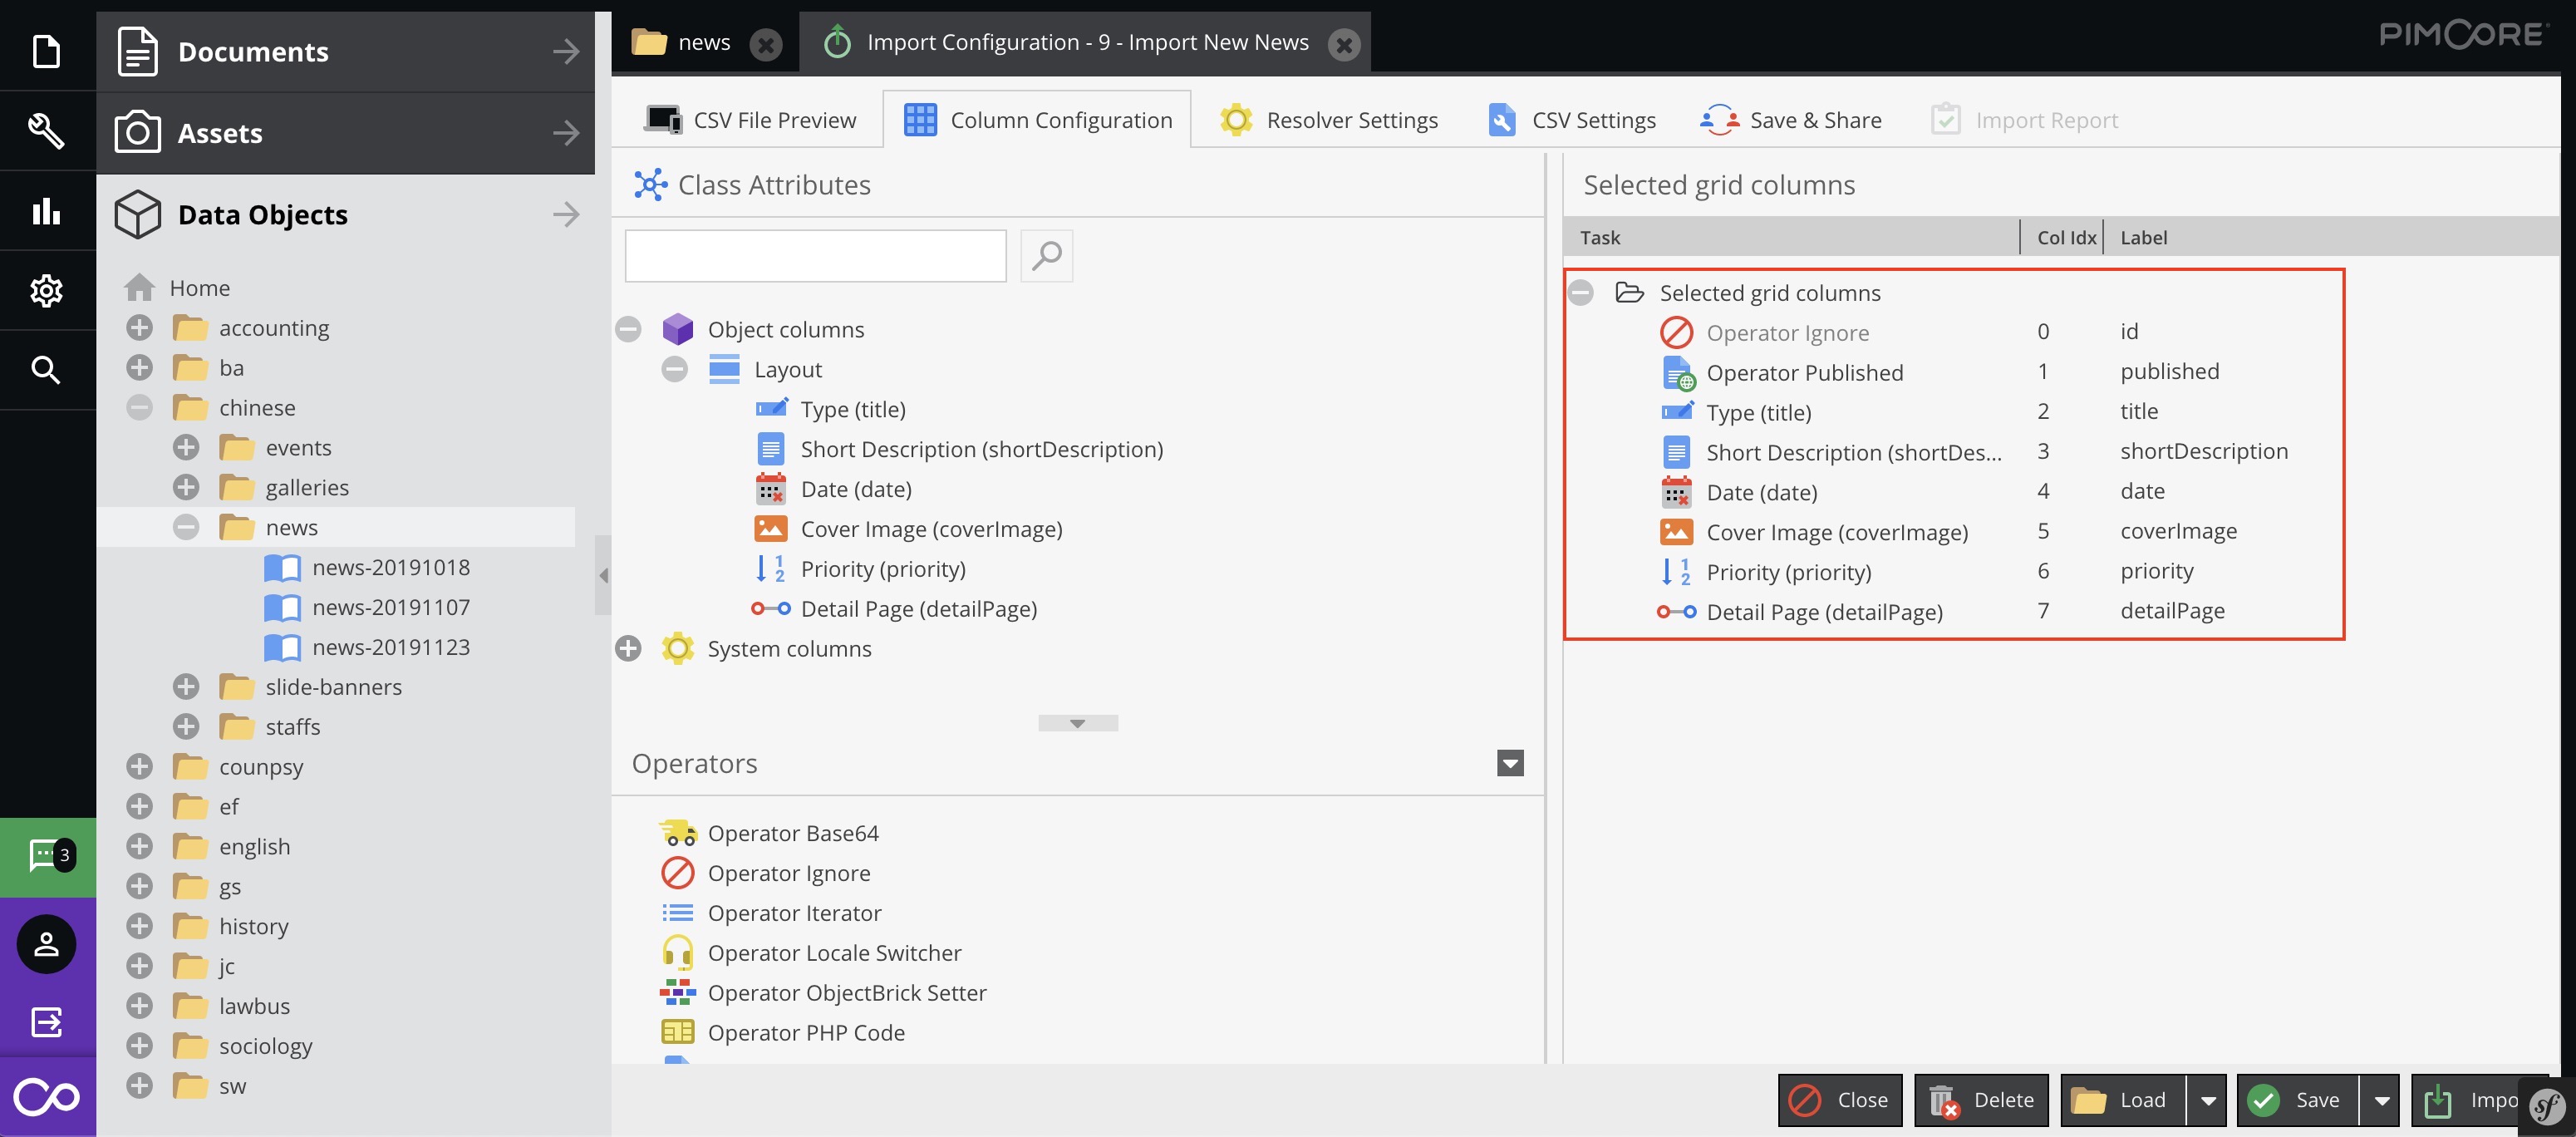 Documents
Assets
Data Objects
Home
accounting
ba
chinese
events
galleries
news
news-20191018
news-20191107
news-20191123
slide-banners
staffs
counpsy
ef
english
gs
history
jc
lawbus
sociology
sw
3
news
Import Configuration - 9 - Import New News
PIMCORE
CSV File Preview
Column Configuration
Resolver Settings
CSV Settings
Save & Share
Import Report
Class Attributes
Object columns
Layout
Type (title)
Short Description (shortDescription)
Date (date)
Cover Image (coverImage)
Priority (priority)
Detail Page (detailPage)
System columns
Operators
Operator Base64
Operator Ignore
Operator Iterator
Operator Locale Switcher
Operator ObjectBrick Setter
Operator PHP Code
Selected grid columns
Task Col Idx Label
Selected grid columns
Operator Ignore 0 id
Operator Published 1 published
Type (title) 2 title
Short Description (shortDes... 3 shortDescription
Date (date) 4 date
Cover Image (coverImage) 5 coverImage
Priority (priority) 6 priority
Detail Page (detailPage) 7 detailPage
Close Delete Load Save Impo
sf